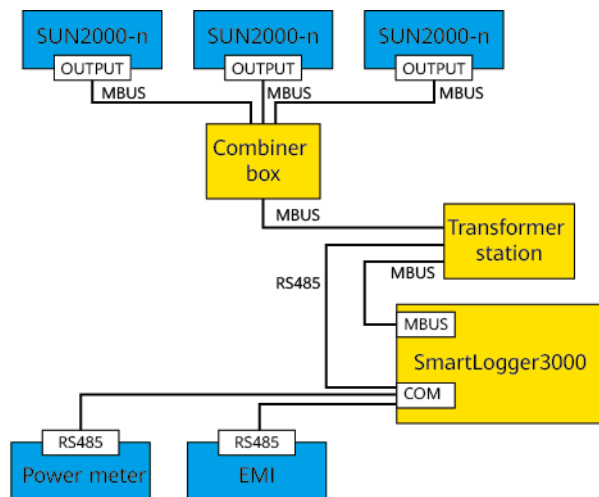 SUN2000-n
SUN2000-n
SUN2000-n
OUTPUT
OUTPUT
OUTPUT
MBUS
MBUS
MBUS
Combiner
box
MBUS
Transformer
station
MBUS
RS485
MBUS
SmartLogger3000
COM
RS485
RS485
Power meter
EMI